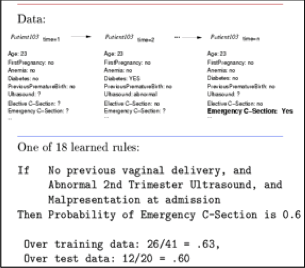 Data:
Patient103 time=1 Patient103 time=2 ... Patient103 time=n
Age: 23 Age: 23 Age: 23
FirstPregnancy: no FirstPregnancy: no FirstPregnancy: no
Anemia: no Anemia: no Anemia: no
Diabetes: no Diabetes: YES Diabetes: no
PreviousPrematureBirth: no PreviousPrematureBirth: no PreviousPrematureBirth: no
Ultrasound: ? Ultrasound: abnormal Ultrasound: ?
Elective C-Section: ? Elective C-Section: no Elective C-Section: no
Emergency C-Section: ? Emergency C-Section: ? Emergency C-Section: Yes
One of 18 learned rules:
If No previous vaginal delivery, and
Abnormal 2nd Trimester Ultrasound, and
Malpresentation at admission
Then Probability of Emergency C-Section is 0.6
Over training data: 26/41 = .63,
Over test data: 12/20 = .60